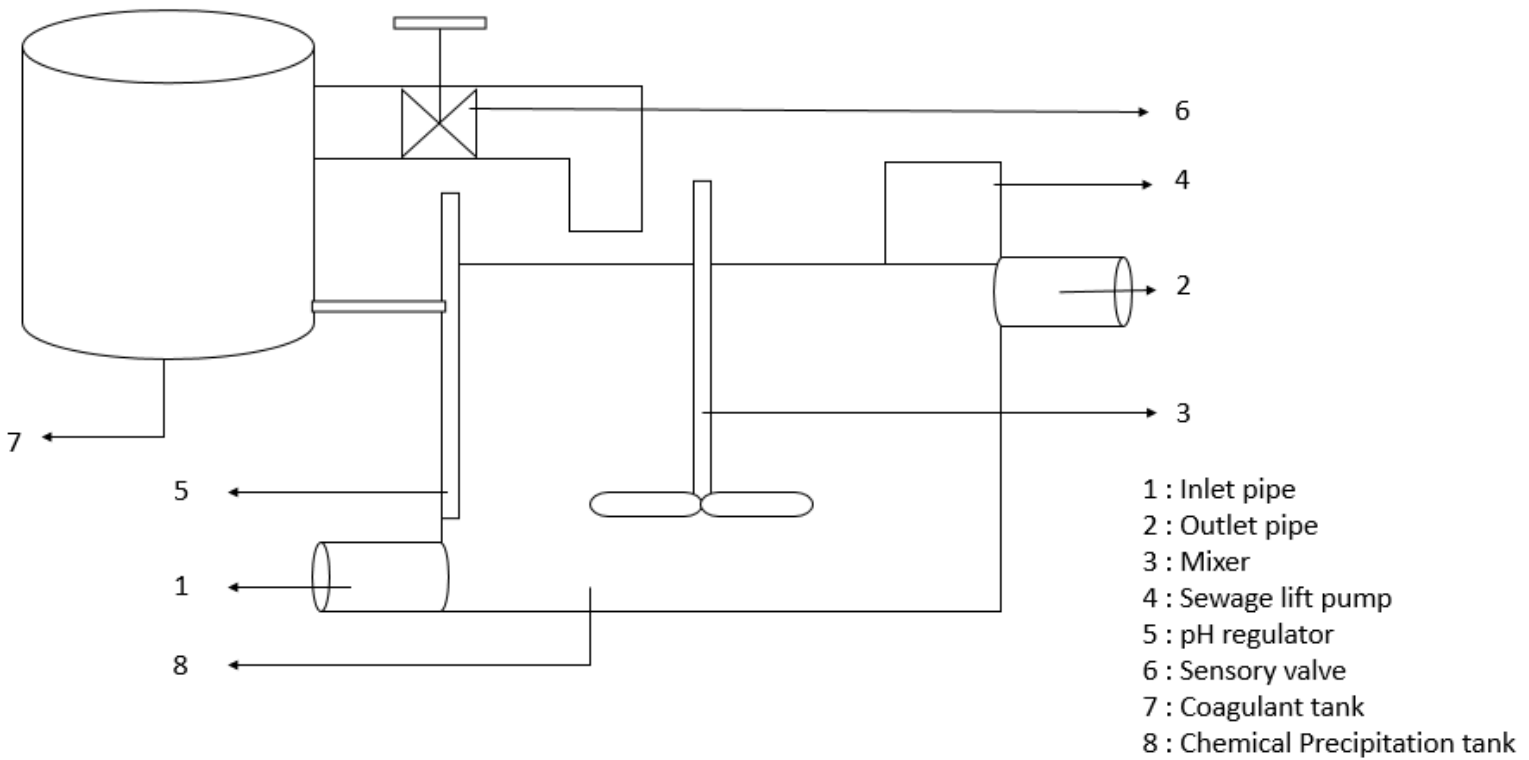 6
4
2
7
3
5
1
8
1 : Inlet pipe
2 : Outlet pipe
3 : Mixer
4 : Sewage lift pump
5 : pH regulator
6 : Sensory valve
7 : Coagulant tank
8 : Chemical Precipitation tank